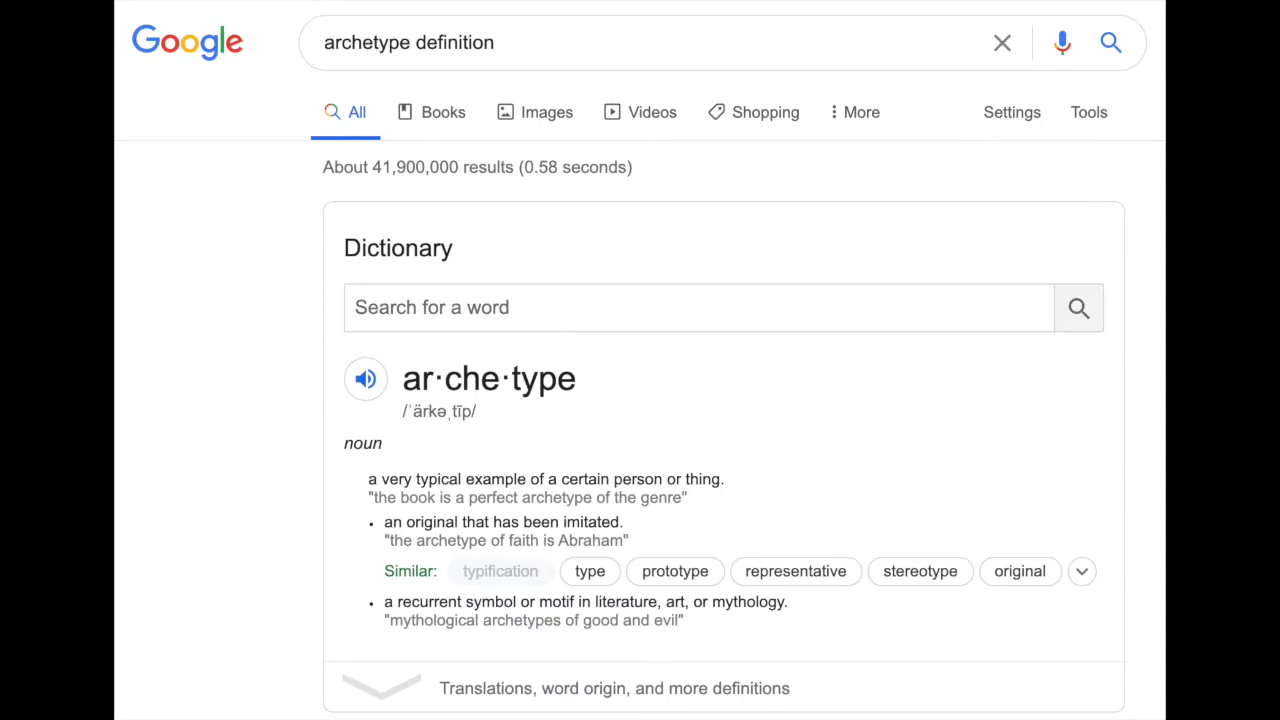 Google
archetype definition
All Books Images Videos Shopping More Settings Tools
About 41,900,000 results (0.58 seconds)
Dictionary
Search for a word
ar·che·type
/ˈärkəˌtīp/
noun
a very typical example of a certain person or thing.
"the book is a perfect archetype of the genre"
• an original that has been imitated.
"the archetype of faith is Abraham"
Similar: typification type prototype representative stereotype original
• a recurrent symbol or motif in literature, art, or mythology.
"mythological archetypes of good and evil"
Translations, word origin, and more definitions